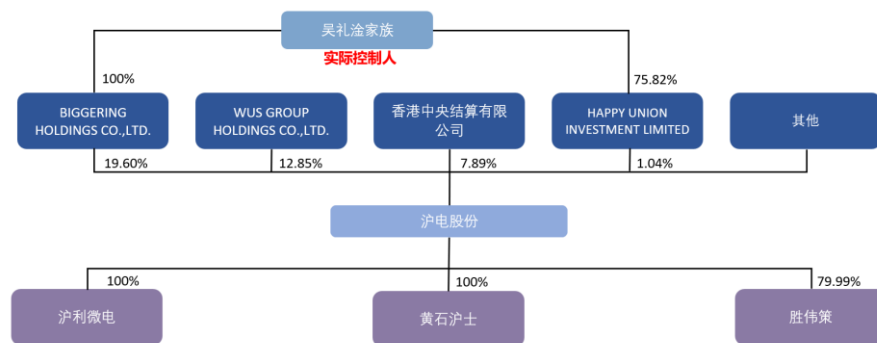 吴礼淦家族
实际控制人
100%
75.82%
BIGGERING
HOLDINGS CO.,LTD.
WUS GROUP
HOLDINGS CO.,LTD.
香港中央结算有限
公司
HAPPY UNION
INVESTMENT LIMITED
其他
19.60%
12.85%
7.89%
1.04%
沪电股份
100%
100%
79.99%
沪利微电
黄石沪士
胜伟策